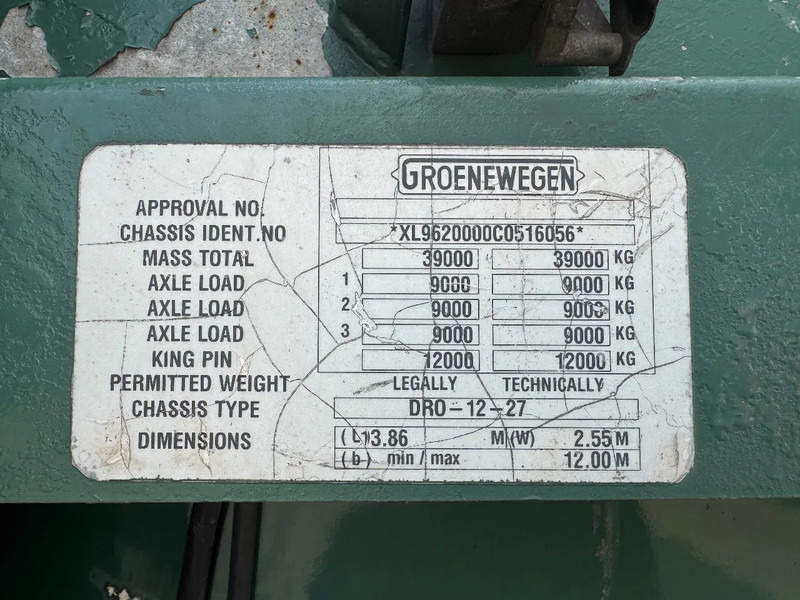 GROENEWEGEN
APPROVAL NO.
CHASSIS IDENT.NO *XL9620000C0516056*
MASS TOTAL 39000 39000 KG
AXLE LOAD 1 9000 9000 KG
AXLE LOAD 2 9000 9000 KG
AXLE LOAD 3 9000 9000 KG
KING PIN 12000 12000 KG
PERMITTED WEIGHT LEGALLY TECHNICALLY
CHASSIS TYPE DRO-12-27
DIMENSIONS (L) 13.86 M (W) 2.55 M
(b) min / max 12.00 M